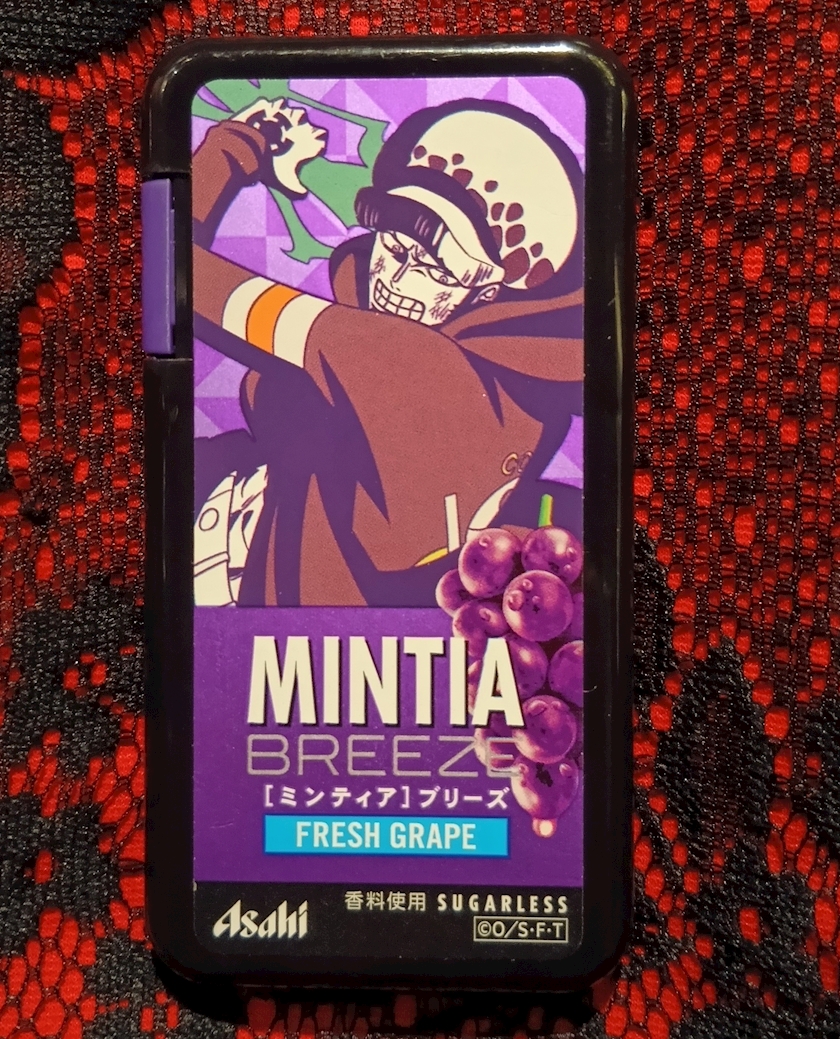 MINTIA
BREEZE
[ミンティア]ブリーズ
FRESH GRAPE
香料使用 SUGARLESS
Asahi
©O/S・F・T